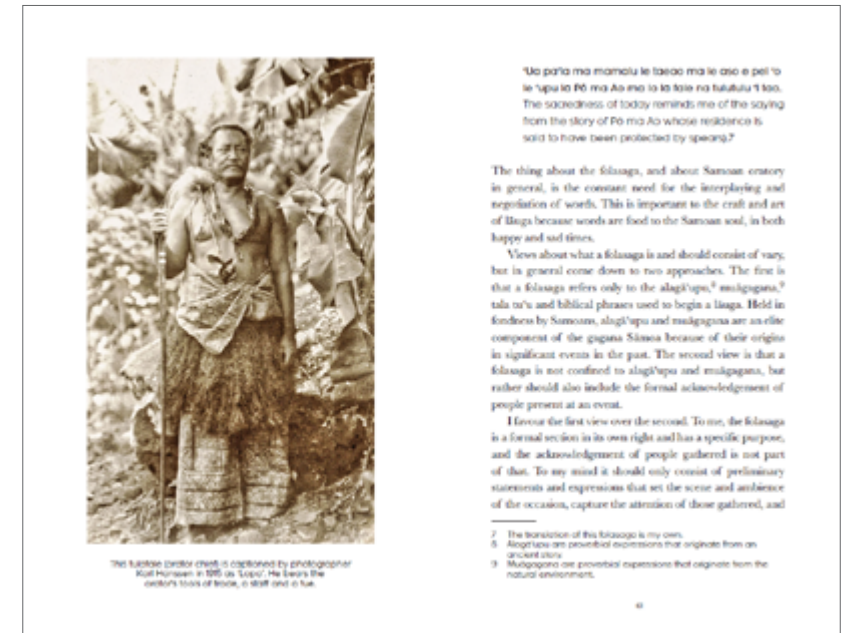 This tulāfale (orator chief) is captioned by photographer
Karl Hanssen in 1915 as 'Lapa'. He bears the
orator's tools of trade, a staff and a fue.
'Ua pa'ia ma mamalu le taeao ma le aso e pei 'o
le 'upu iā Pō ma Ao ma lo lā fale na tulutulu 'i tao.
The sacredness of today reminds me of the saying
from the story of Pō ma Ao whose residence is
said to have been protected by spears.7
The thing about the folasaga, and about Samoan oratory
in general, is the constant need for the interplaying and
negotiation of words. This is important to the craft and art
of lāuga because words are food to the Samoan soul, in both
happy and sad times.
Views about what a folasaga is and should consist of vary,
but in general come down to two approaches. The first is
that a folasaga refers only to the alagā'upu,8 muāgagana,9
tala tu'u and biblical phrases used to begin a lāuga. Held in
fondness by Samoans, alagā'upu and muāgagana are an elite
component of the gagana Sāmoa because of their origins
in significant events in the past. The second view is that a
folasaga is not confined to alagā'upu and muāgagana, but
rather should also include the formal acknowledgement of
people present at an event.
I favour the first view over the second. To me, the folasaga
is a formal section in its own right and has a specific purpose,
and the acknowledgement of people gathered is not part
of that. To my mind it should only consist of preliminary
statements and expressions that set the scene and ambience
of the occasion, capture the attention of those gathered, and
7 The translation of this folasaga is my own.
8 Alagā'upu are proverbial expressions that originate from an
ancient story.
9 Muāgagana are proverbial expressions that originate from the
natural environment.